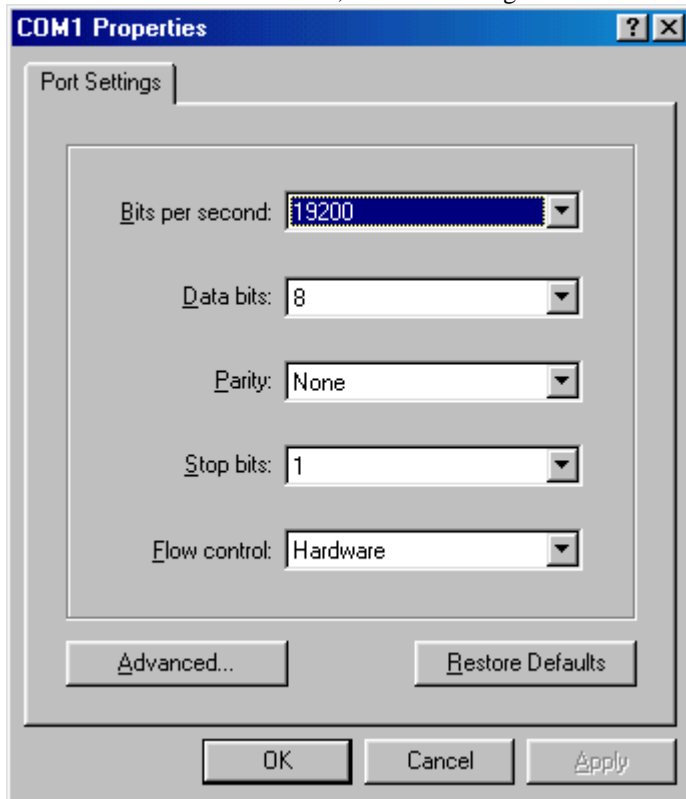 COM1 Properties
Port Settings
Bits per second: 19200
Data bits: 8
Parity: None
Stop bits: 1
Flow control: Hardware
Advanced... Restore Defaults
OK Cancel Apply